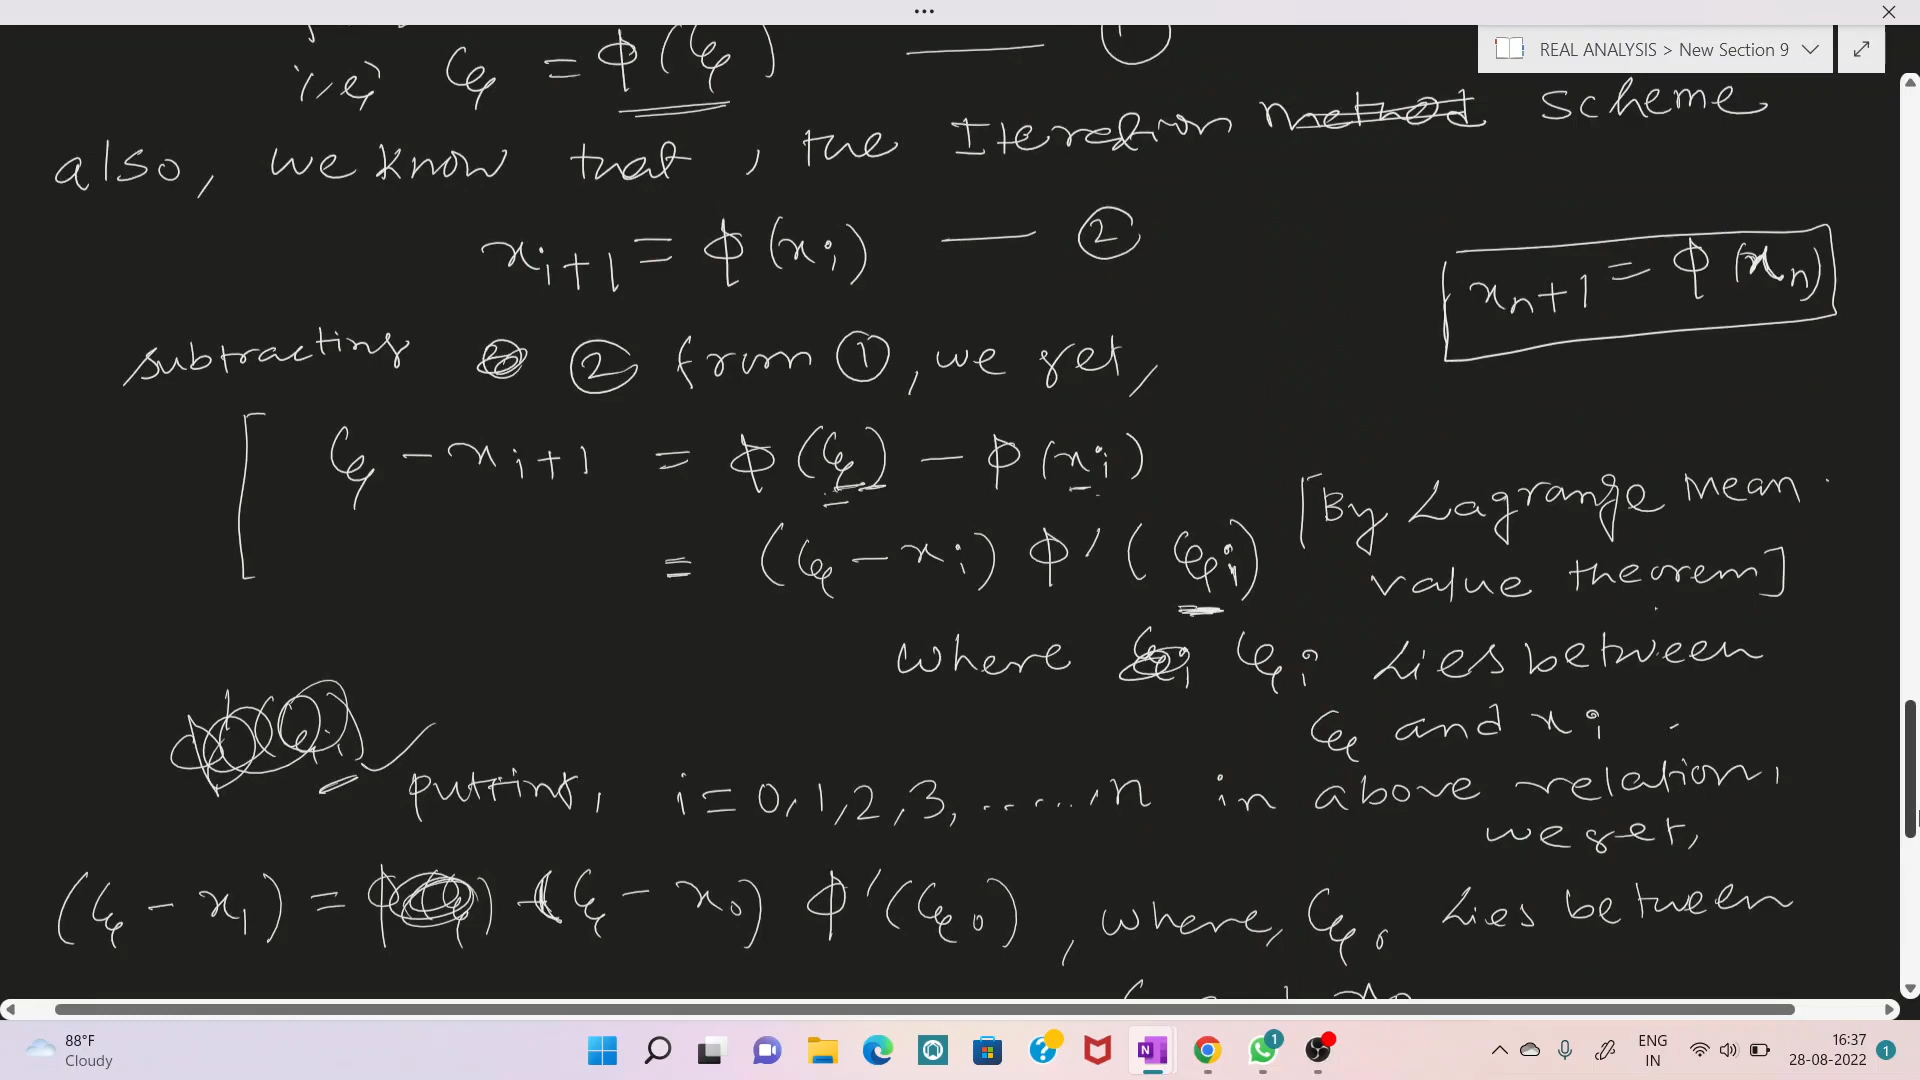 REAL ANALYSIS > New Section 9
i.e, ξ = ϕ(ξ) —— ①
also, we know that, the Iteration method scheme
x_{i+1} = ϕ(x_i) —— ②
x_{n+1} = ϕ(x_n)
subtracting ② from ①, we get,
ξ - x_{i+1} = ϕ(ξ) - ϕ(x_i)
= (ξ - x_i) ϕ'(ξ_i) [By Lagrange Mean
value theorem]
where ξ_i Lies between
ξ and x_i .
putting, i = 0, 1, 2, 3, ......, n in above relation,
we get,
(ξ - x_1) = (ξ - x_0) ϕ'(ξ_0), where, ξ_0 Lies between
88°F
Cloudy
1
ENG
IN
16:37
28-08-2022
1